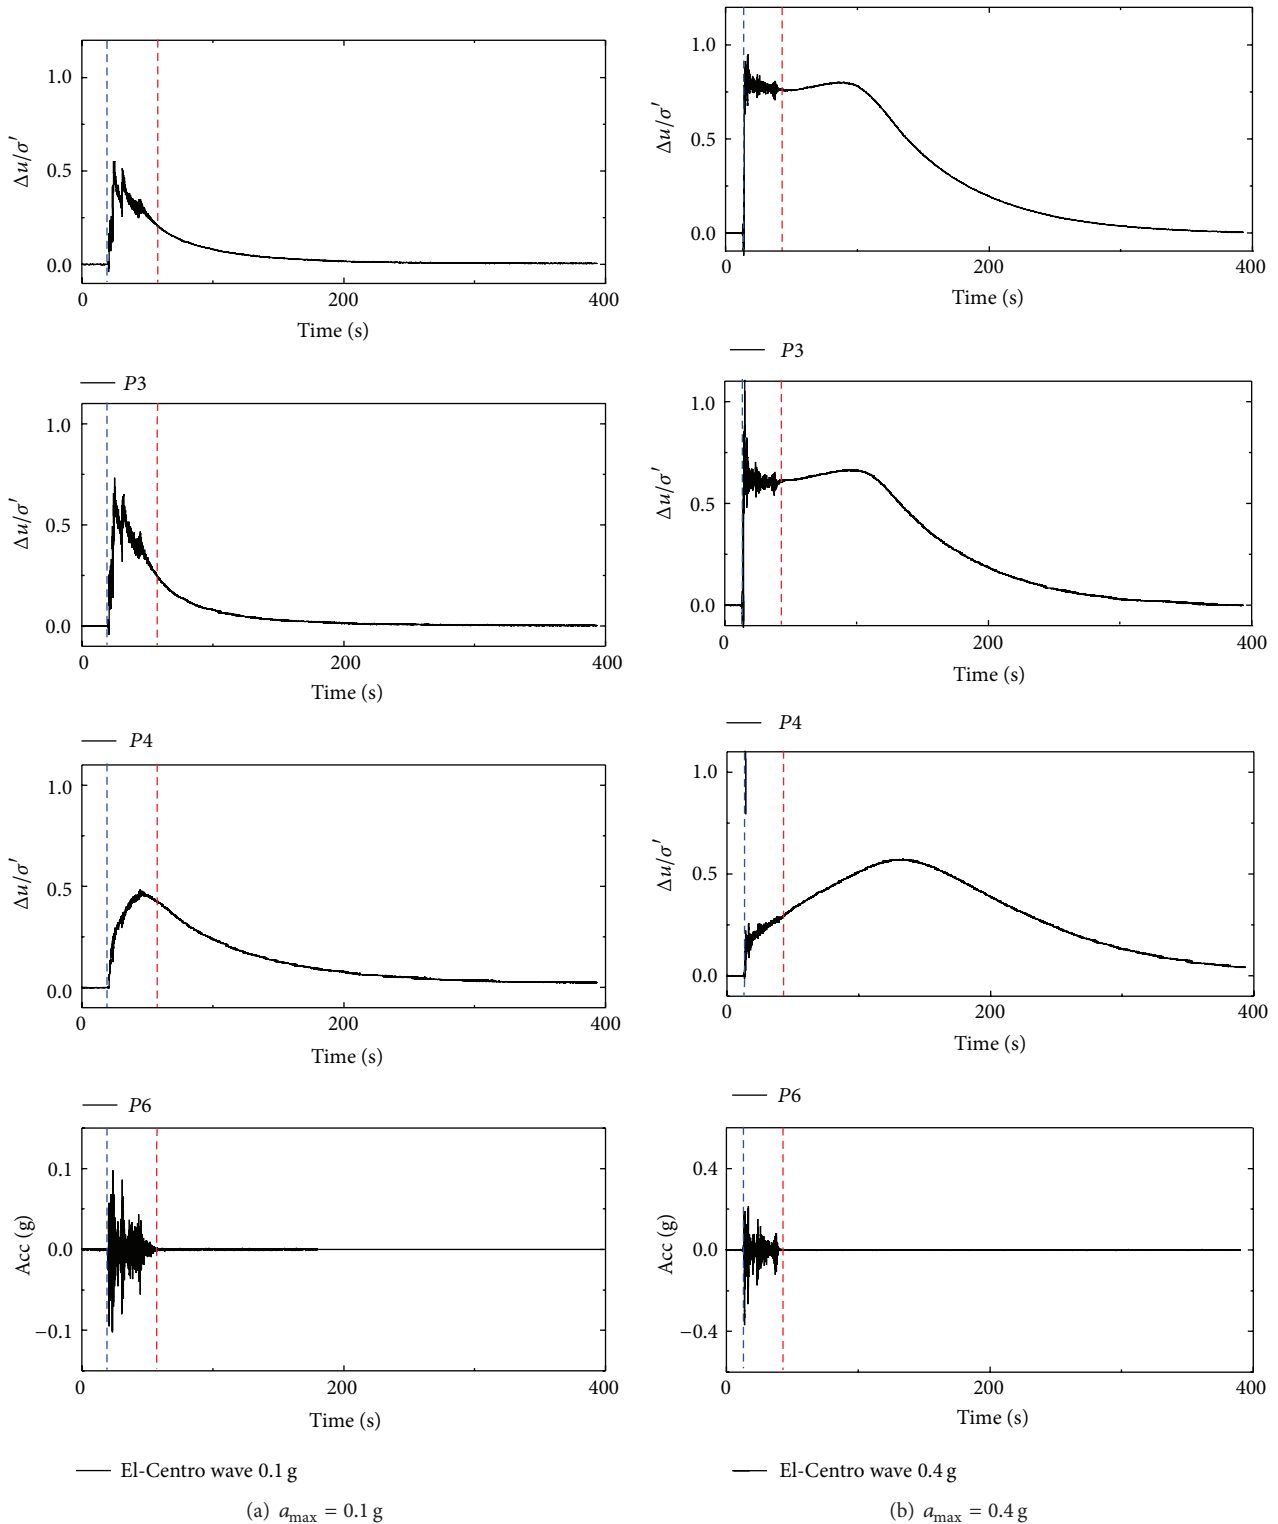 1.0
0.5
0.0
Δu/σ′
0 200 400
Time (s)
P3
1.0
0.5
0.0
Δu/σ′
0 200 400
Time (s)
P4
1.0
0.5
0.0
Δu/σ′
0 200 400
Time (s)
P6
0.1
0.0
−0.1
Acc (g)
0 200 400
Time (s)
El-Centro wave 0.1 g
(a) a_max = 0.1 g
1.0
0.5
0.0
Δu/σ′
0 200 400
Time (s)
P3
1.0
0.5
0.0
Δu/σ′
0 200 400
Time (s)
P4
1.0
0.5
0.0
Δu/σ′
0 200 400
Time (s)
P6
0.4
0.0
−0.4
Acc (g)
0 200 400
Time (s)
El-Centro wave 0.4 g
(b) a_max = 0.4 g